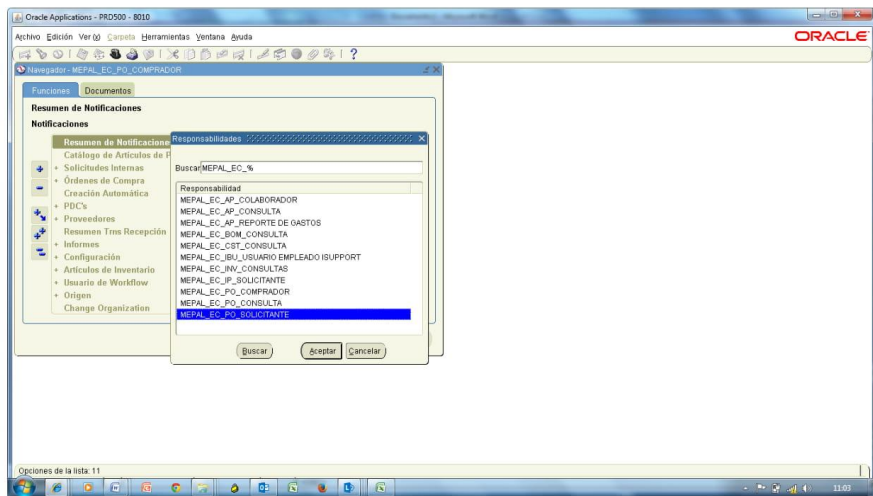 Oracle Applications - PRD500 - 8010
Archivo Edición Ver(y) Carpeta Herramientas Ventana Ayuda
ORACLE
Navegador - MEPAL_EC_PO_COMPRADOR
Funciones Documentos
Resumen de Notificaciones
Notificaciones
Resumen de Notificacione
Catálogo de Artículos de P
+ Solicitudes Internas
+ Órdenes de Compra
Creación Automática
+ PDC's
+ Proveedores
Resumen Trns Recepción
+ Informes
+ Configuración
+ Artículos de Inventario
+ Usuario de Workflow
+ Origen
Change Organization
Responsabilidades
Buscar MEPAL_EC_%
Responsabilidad
MEPAL_EC_AP_COLABORADOR
MEPAL_EC_AP_CONSULTA
MEPAL_EC_AP_REPORTE DE GASTOS
MEPAL_EC_BOM_CONSULTA
MEPAL_EC_CST_CONSULTA
MEPAL_EC_IBU_USUARIO EMPLEADO ISUPPORT
MEPAL_EC_INV_CONSULTAS
MEPAL_EC_IP_SOLICITANTE
MEPAL_EC_PO_COMPRADOR
MEPAL_EC_PO_CONSULTA
MEPAL_EC_PO_SOLICITANTE
Buscar Aceptar Cancelar
Opciones de la lista: 11
11:03